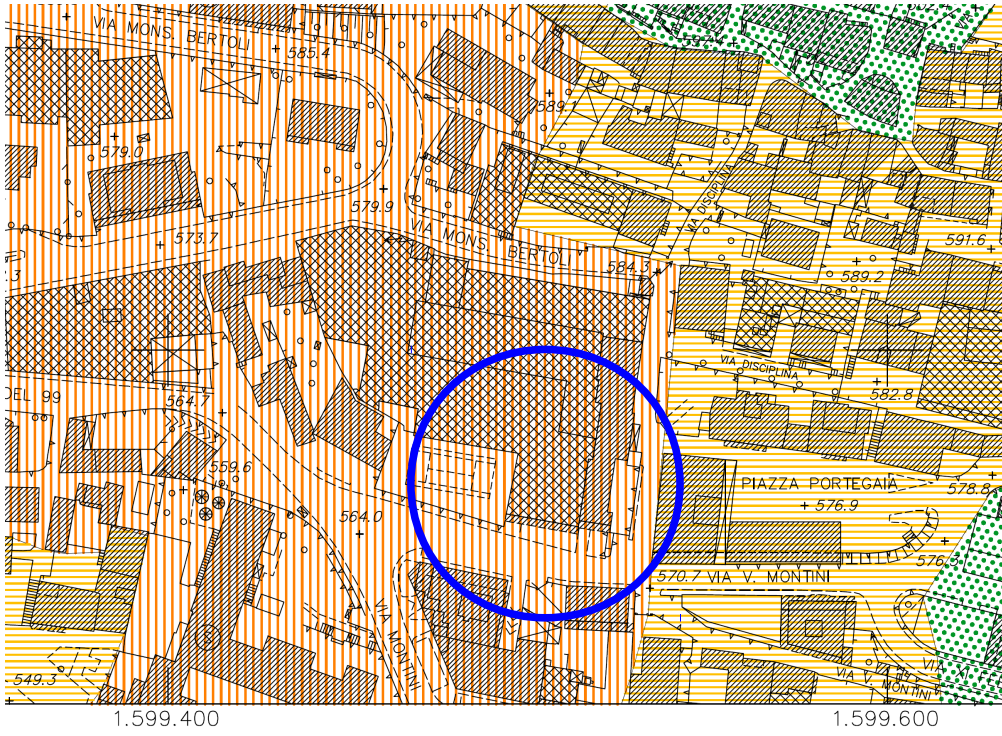 VIA MONS. BERTOLI
585.4
589.1
579.0
VIA DISCIPLINA
579.9
573.7
VIA MONS. BERTOLI
591.6
584.3
589.2
VIA DISCIPLINA
DEL 99
564.7
582.8
559.6
PIAZZA PORTEGAIA
578.8
576.9
564.0
570.7 VIA V. MONTINI
VIA MONTINI
549.3
VIA V. MONTINI
1.599.400
1.599.600